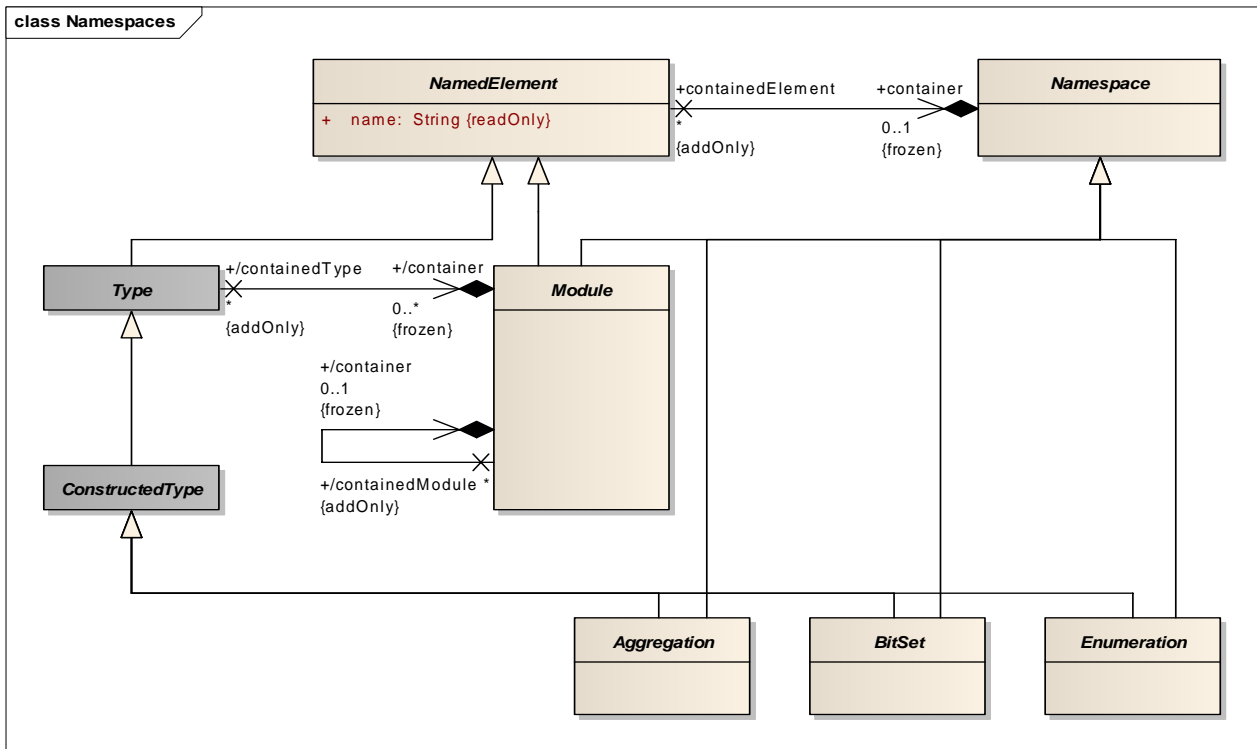 class Namespaces
NamedElement
+ name: String {readOnly}
+containedElement
*
{addOnly}
+container
0..1
{frozen}
Namespace
Type
+/containedType
*
{addOnly}
+/container
0..*
{frozen}
Module
+/container
0..1
{frozen}
+/containedModule *
{addOnly}
ConstructedType
Aggregation
BitSet
Enumeration